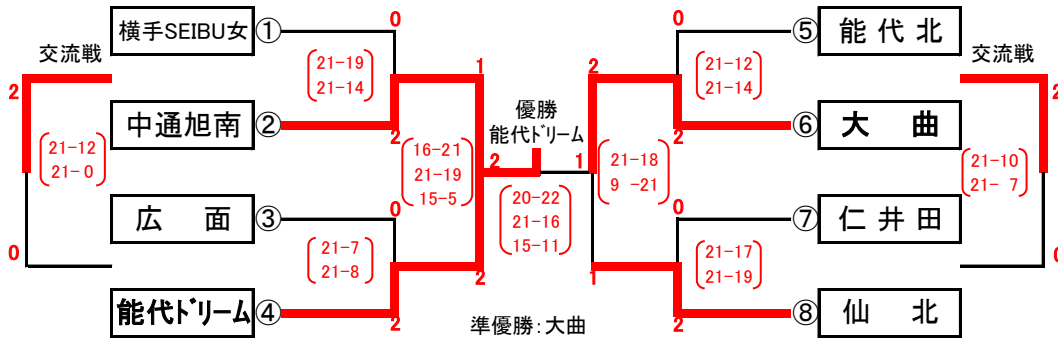 横手SEIBU女 ①
0
0
⑤ 能代北
交流戦
21-19
21-14
1
2
21-12
21-14
交流戦
2
優勝
能代ドリーム
2
中通旭南 ②
2
2
⑥ 大 曲
21-12
21-0
16-21
21-19
15-5
2
1
21-18
9 -21
21-10
21- 7
20-22
21-16
15-11
広 面 ③
0
0
⑦ 仁井田
0
21-7
21-8
21-17
21-19
0
2
1
能代ドリーム ④
2
準優勝:大曲
2
⑧ 仙 北